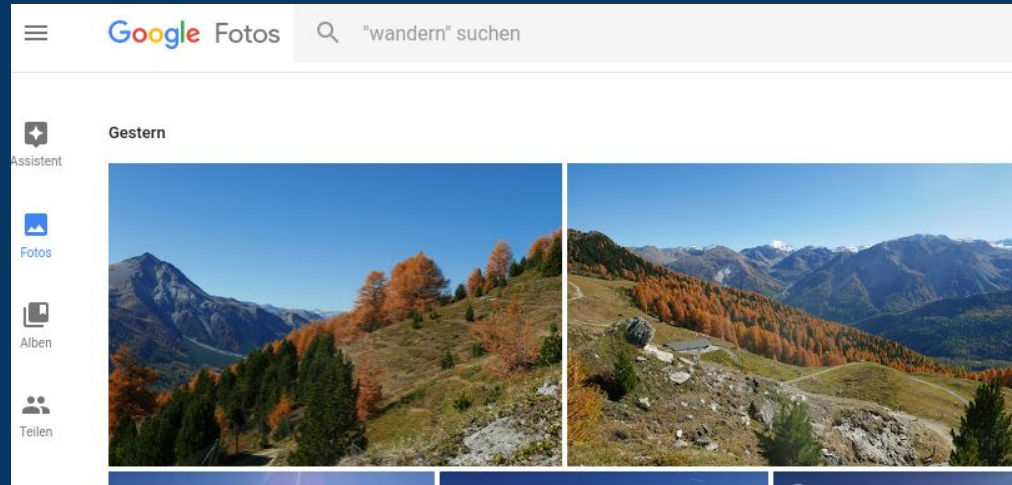 Google Fotos
"wandern" suchen
Gestern
Assistent
Fotos
Alben
Teilen